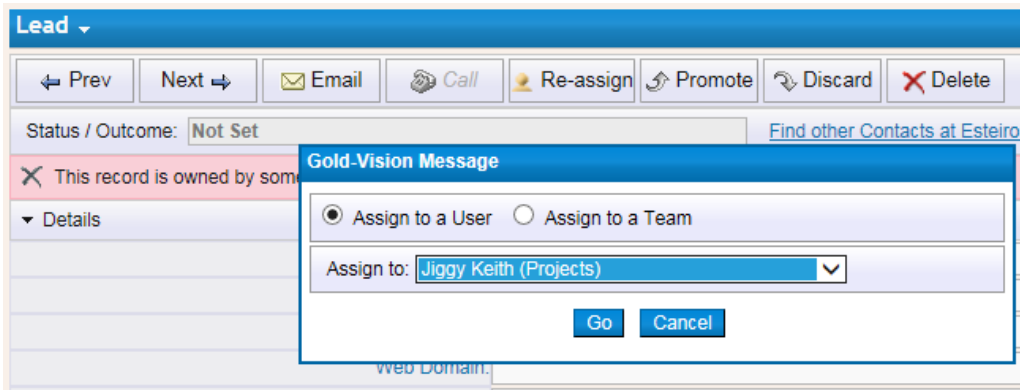 Lead
Prev Next Email Call Re-assign Promote Discard Delete
Status / Outcome: Not Set Find other Contacts at Esteiro
This record is owned by some
Gold-Vision Message
Details
Assign to a User Assign to a Team
Assign to: Jiggy Keith (Projects)
Go Cancel
Web Domain: